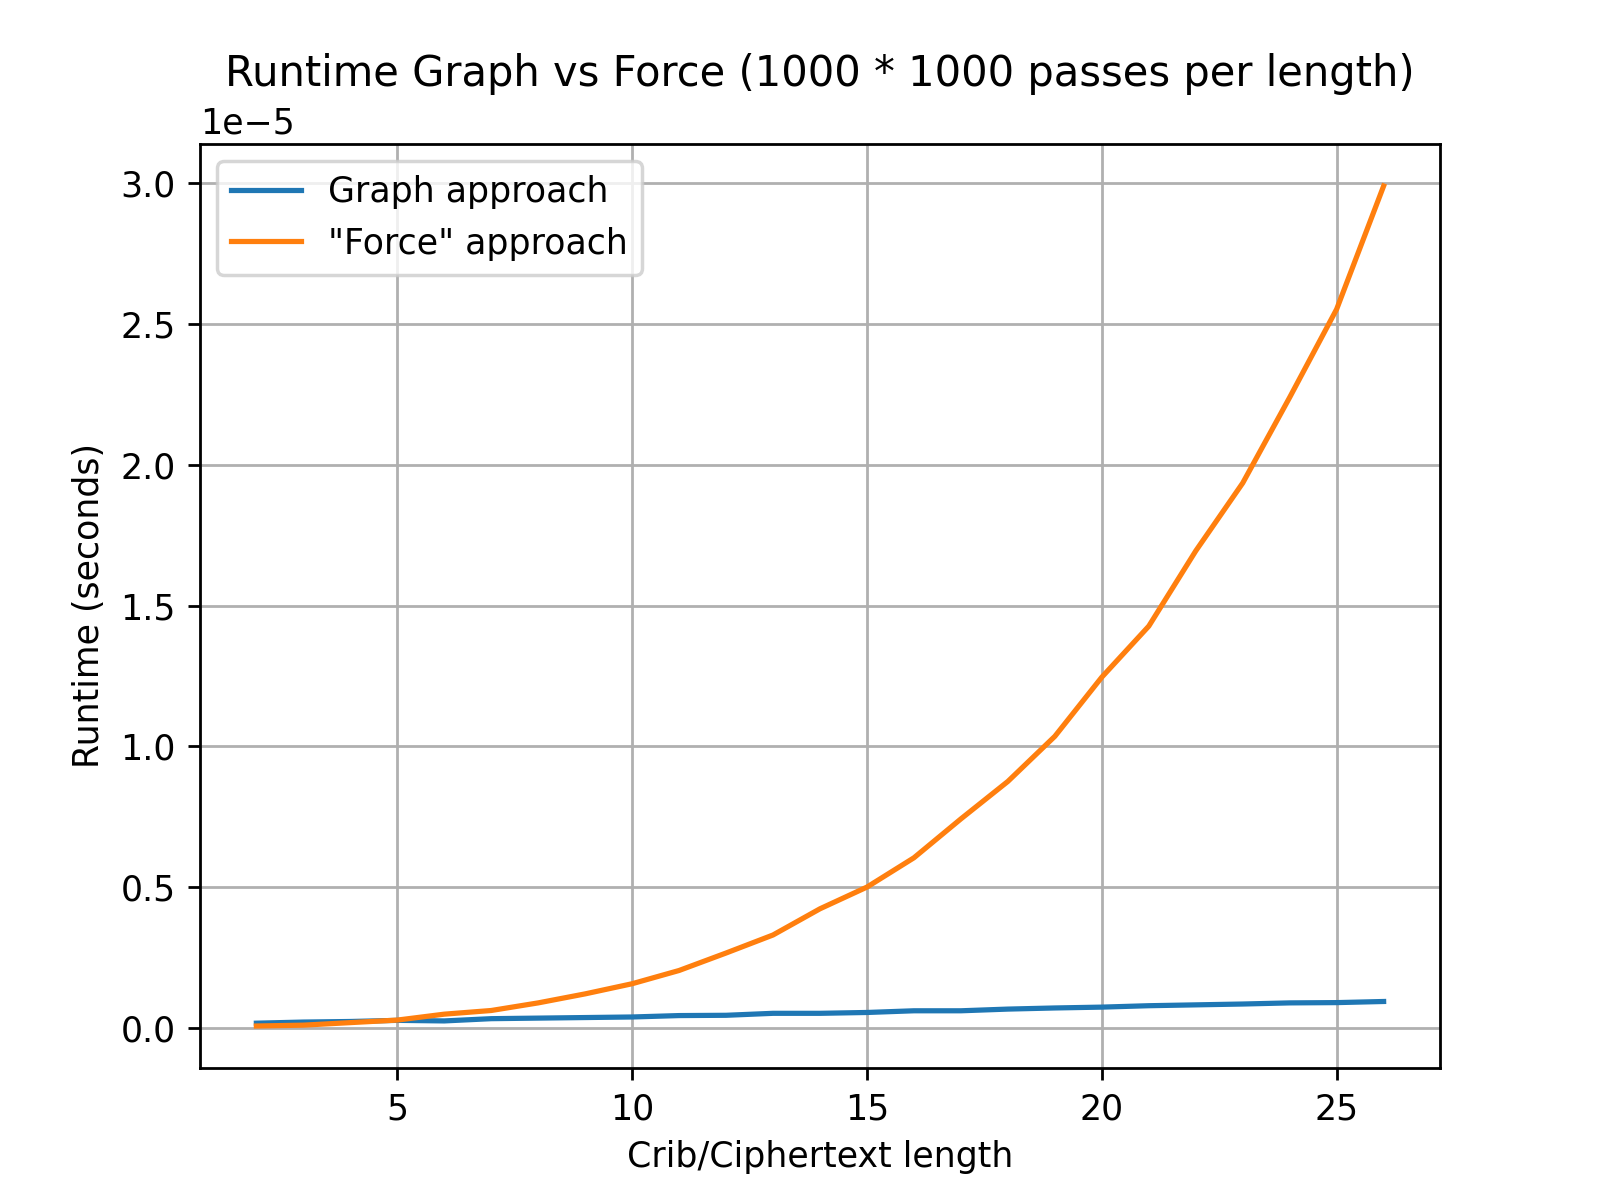 Runtime Graph vs Force (1000 * 1000 passes per length)
1e−5
Graph approach
"Force" approach
3.0
2.5
2.0
1.5
1.0
0.5
0.0
Runtime (seconds)
5 10 15 20 25
Crib/Ciphertext length